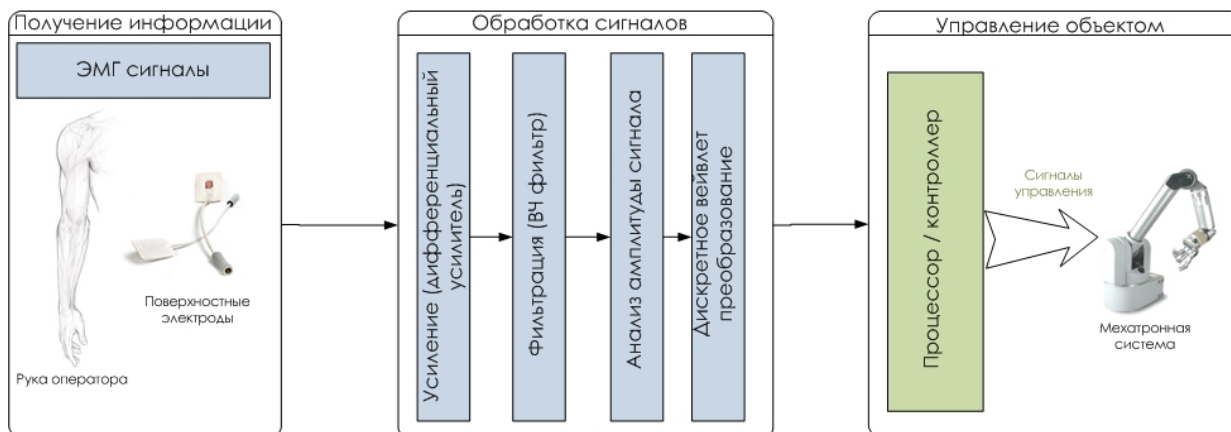 Получение информации
ЭМГ сигналы
Поверхностные
электроды
Рука оператора
Обработка сигналов
Усиление (дифференциальный
усилитель)
Фильтрация (ВЧ фильтр)
Анализ амплитуды сигнала
Дискретное вейвлет
преобразование
Управление объектом
Процессор / контроллер
Сигналы
управления
Мехатронная
система